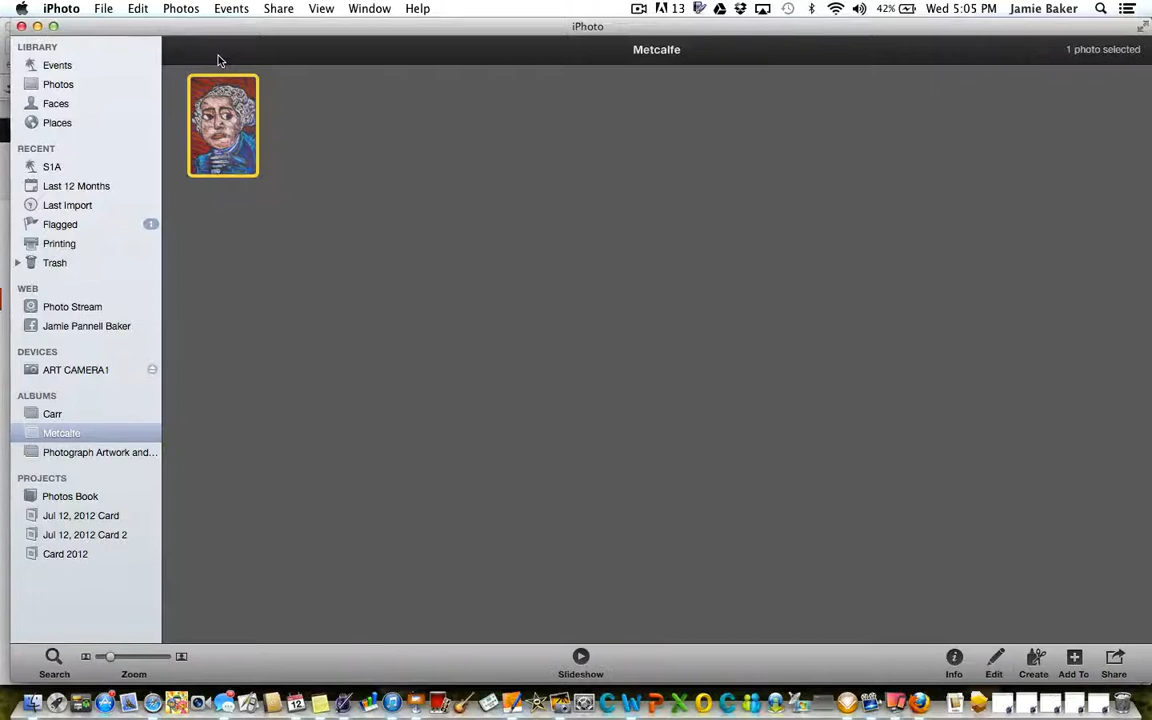 iPhoto File Edit Photos Events Share View Window Help 13 42% Wed 5:05 PM Jamie Baker
iPhoto
LIBRARY
Metcalfe
1 photo selected
Events
Photos
Faces
Places
RECENT
S1A
Last 12 Months
Last Import
Flagged 1
Printing
Trash
WEB
Photo Stream
Jamie Pannell Baker
DEVICES
ART CAMERA1
ALBUMS
Carr
Metcalfe
Photograph Artwork and...
PROJECTS
Photos Book
Jul 12, 2012 Card
Jul 12, 2012 Card 2
Card 2012
Search Zoom Slideshow Info Edit Create Add To Share
12 C W P X O C